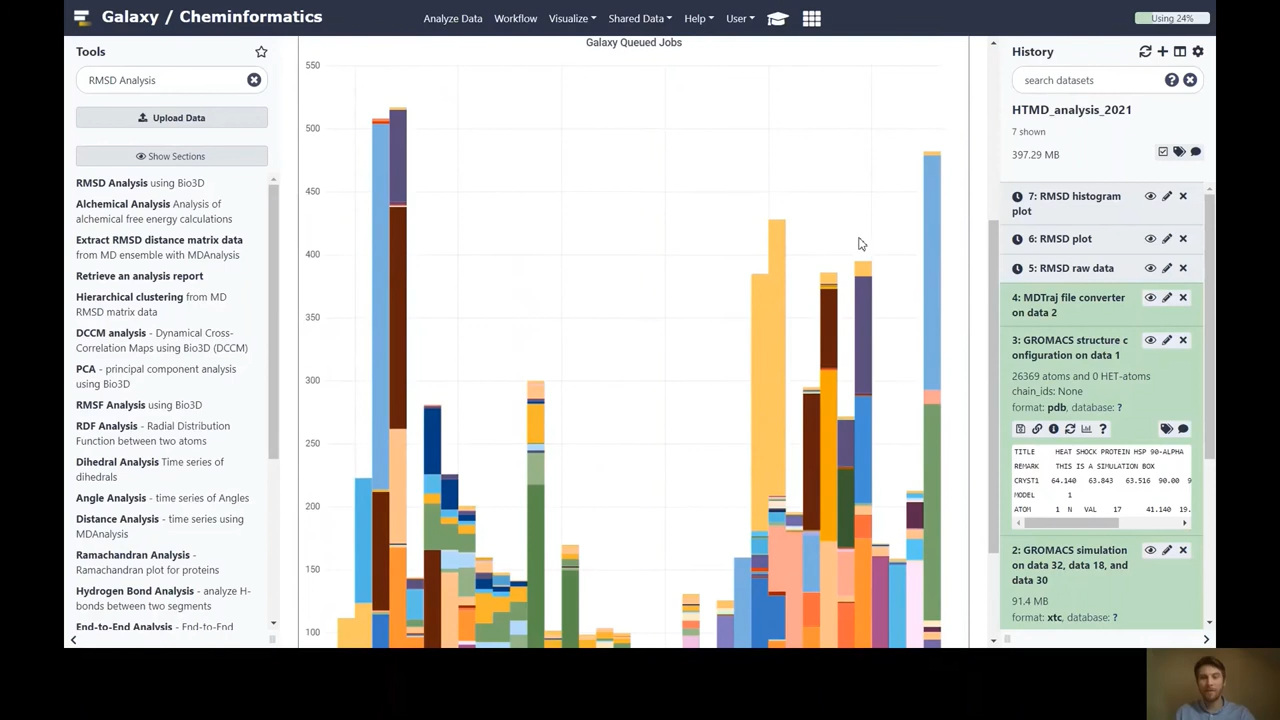 Galaxy / Cheminformatics
Analyze Data Workflow Visualize Shared Data Help User
Using 24%
Tools
RMSD Analysis
Upload Data
Show Sections
RMSD Analysis using Bio3D
Alchemical Analysis Analysis of
alchemical free energy calculations
Extract RMSD distance matrix data
from MD ensemble with MDAnalysis
Retrieve an analysis report
Hierarchical clustering from MD
RMSD matrix data
DCCM analysis - Dynamical Cross-
Correlation Maps using Bio3D (DCCM)
PCA - principal component analysis
using Bio3D
RMSF Analysis using Bio3D
RDF Analysis - Radial Distribution
Function between two atoms
Dihedral Analysis Time series of
dihedrals
Angle Analysis - time series of Angles
Distance Analysis - time series using
MDAnalysis
Ramachandran Analysis -
Ramachandran plot for proteins
Hydrogen Bond Analysis - analyze H-
bonds between two segments
End-to-End Analysis - End-to-End
Galaxy Queued Jobs
550
500
450
400
350
300
250
200
150
100
History
search datasets
HTMD_analysis_2021
7 shown
397.29 MB
7: RMSD histogram
plot
6: RMSD plot
5: RMSD raw data
4: MDTraj file converter
on data 2
3: GROMACS structure c
onfiguration on data 1
26369 atoms and 0 HET-atoms
chain_ids: None
format: pdb, database: ?
TITLE HEAT SHOCK PROTEIN HSP 90-ALPHA
REMARK THIS IS A SIMULATION BOX
CRYST1 64.140 63.843 63.516 90.00 9
MODEL 1
ATOM 1 N VAL 17 41.140 19.
2: GROMACS simulation
on data 32, data 18, and
data 30
91.4 MB
format: xtc, database: ?